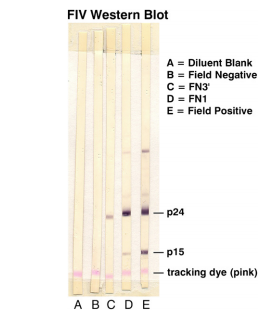 FIV Western Blot
A = Diluent Blank
B = Field Negative
C = FN3'
D = FN1
E = Field Positive
p24
p15
tracking dye (pink)
A B C D E